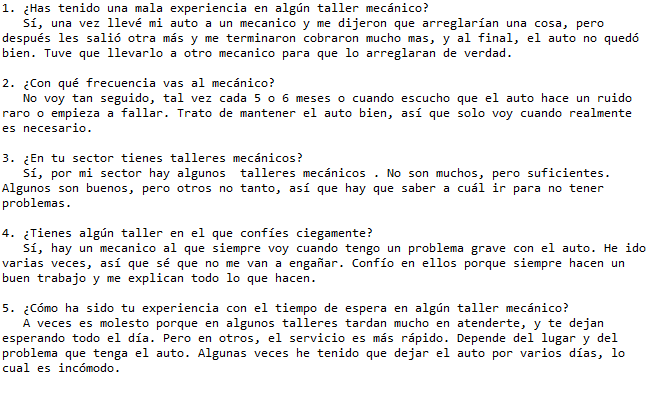 1. ¿Has tenido una mala experiencia en algún taller mecánico?
Sí, una vez llevé mi auto a un mecanico y me dijeron que arreglarían una cosa, pero
después les salió otra más y me terminaron cobraron mucho mas, y al final, el auto no quedó
bien. Tuve que llevarlo a otro mecanico para que lo arreglaran de verdad.

2. ¿Con qué frecuencia vas al mecánico?
No voy tan seguido, tal vez cada 5 o 6 meses o cuando escucho que el auto hace un ruido
raro o empieza a fallar. Trato de mantener el auto bien, así que solo voy cuando realmente
es necesario.

3. ¿En tu sector tienes talleres mecánicos?
Sí, por mi sector hay algunos  talleres mecánicos . No son muchos, pero suficientes.
Algunos son buenos, pero otros no tanto, así que hay que saber a cuál ir para no tener
problemas.

4. ¿Tienes algún taller en el que confíes ciegamente?
Sí, hay un mecanico al que siempre voy cuando tengo un problema grave con el auto. He ido
varias veces, así que sé que no me van a engañar. Confío en ellos porque siempre hacen un
buen trabajo y me explican todo lo que hacen.

5. ¿Cómo ha sido tu experiencia con el tiempo de espera en algún taller mecánico?
A veces es molesto porque en algunos talleres tardan mucho en atenderte, y te dejan
esperando todo el día. Pero en otros, el servicio es más rápido. Depende del lugar y del
problema que tenga el auto. Algunas veces he tenido que dejar el auto por varios días, lo
cual es incómodo.